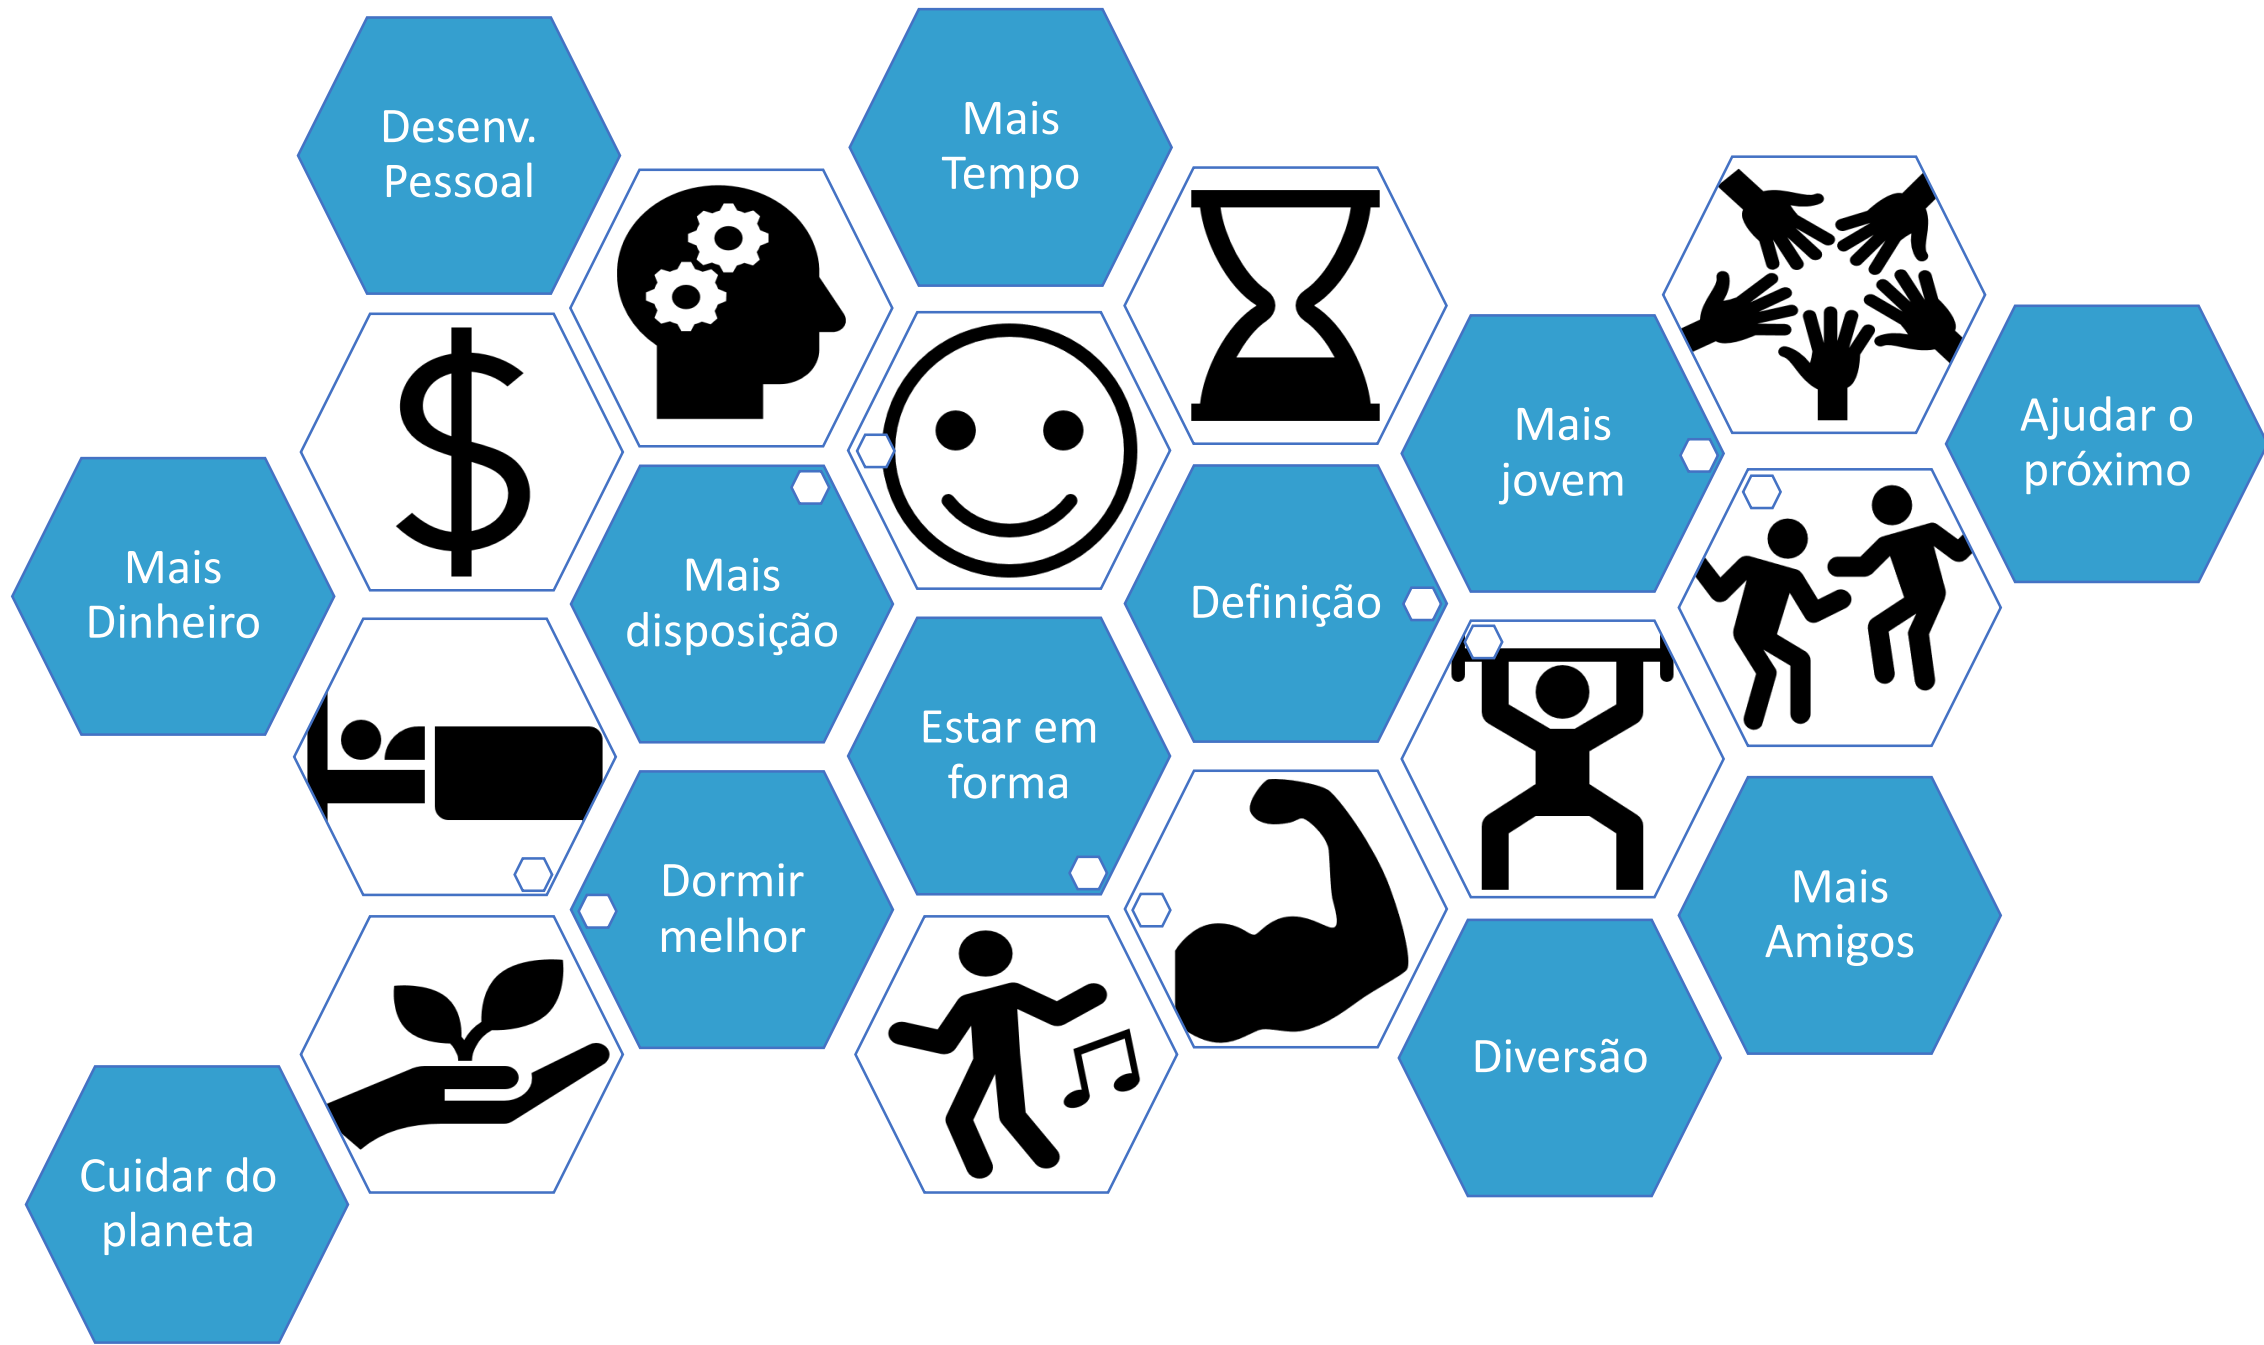 Desenv.
Pessoal
Mais
Tempo
Mais
jovem
Ajudar o
próximo
Mais
Dinheiro
Mais
disposição
Definição
Estar em
forma
Dormir
melhor
Mais
Amigos
Diversão
Cuidar do
planeta